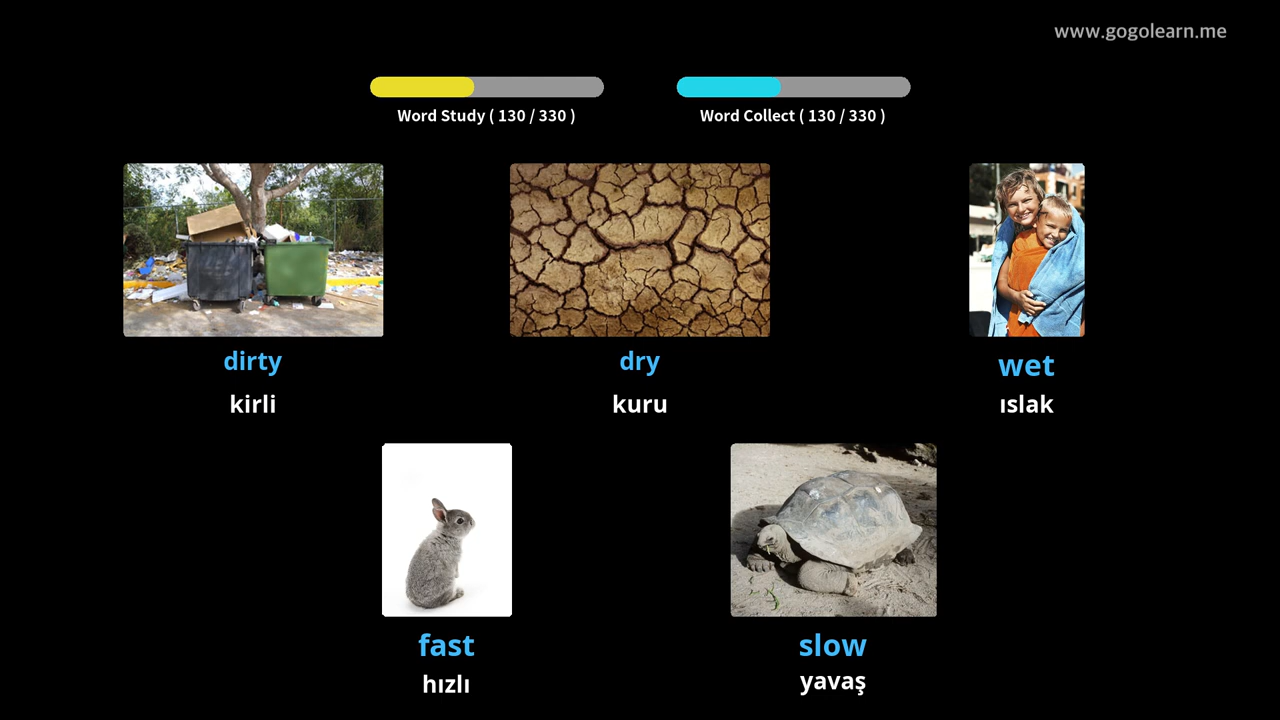 www.gogolearn.me
Word Study ( 130 / 330 )
Word Collect ( 130 / 330 )
dirty
kirli
dry
kuru
wet
ıslak
fast
hızlı
slow
yavaş